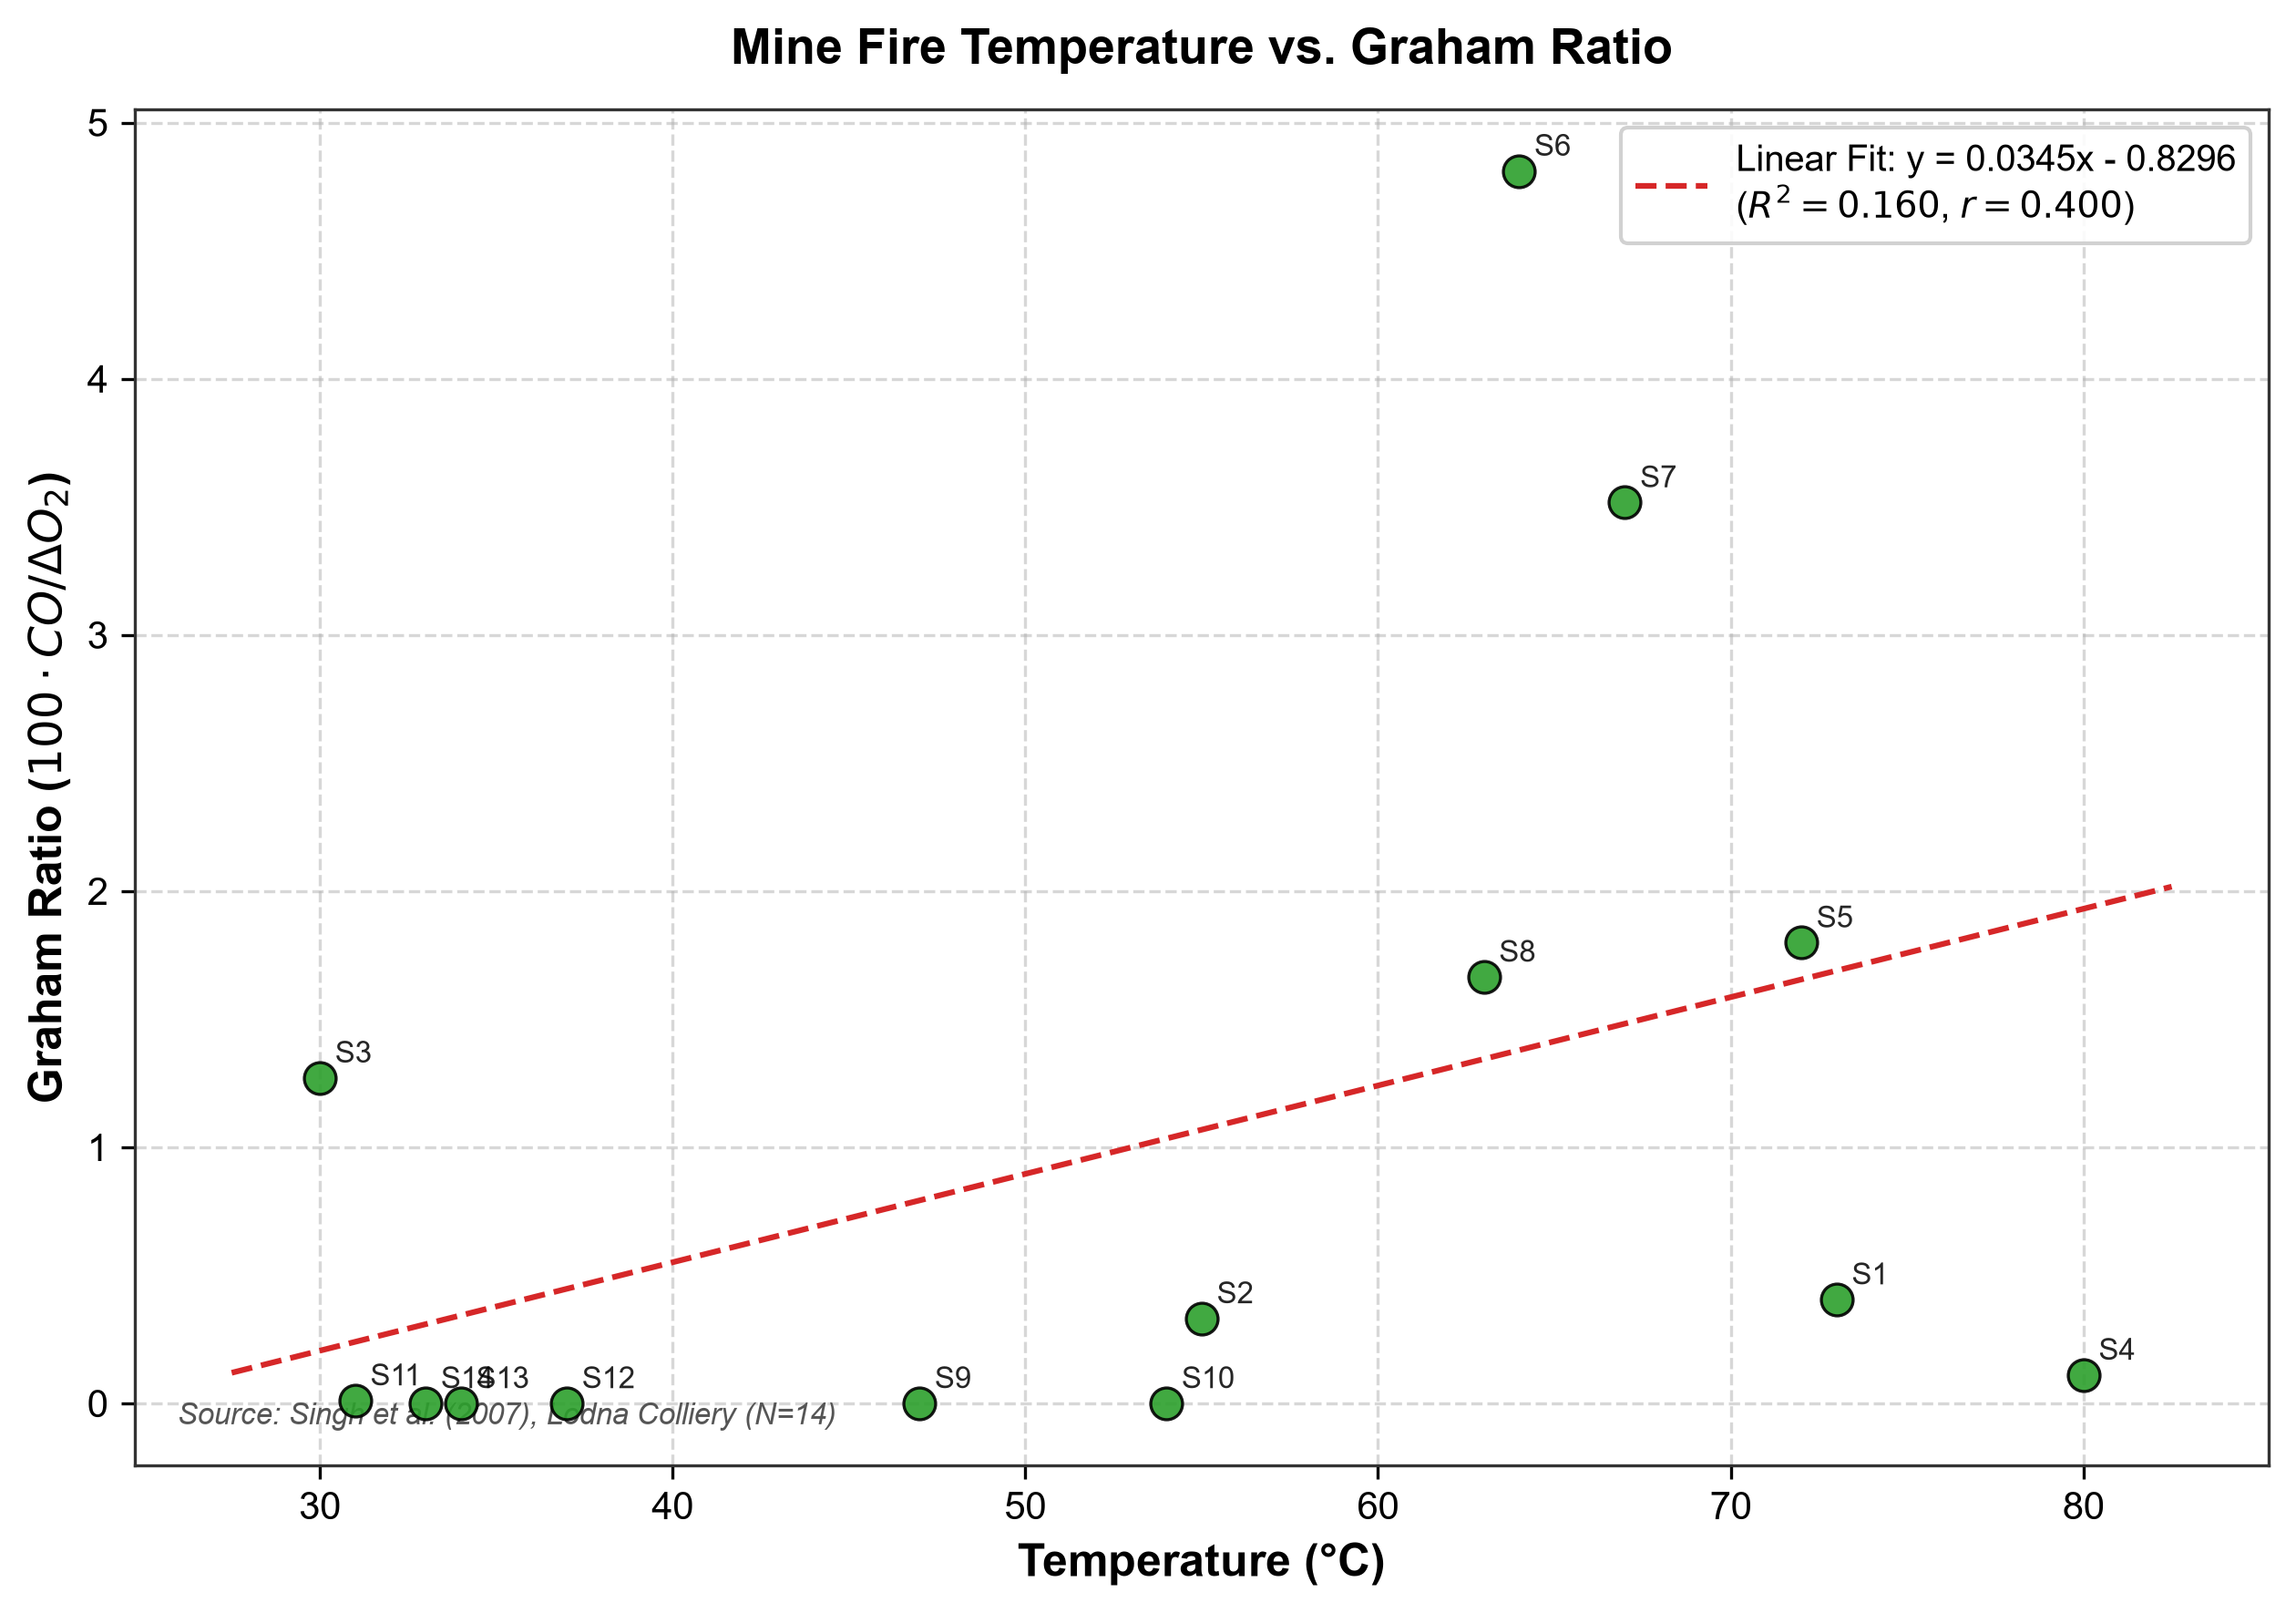 Mine Fire Temperature vs. Graham Ratio
Linear Fit: y = 0.0345x - 0.8296
(R² = 0.160, r = 0.400)
Graham Ratio (100 · CO/ΔO₂)
5
4
3
2
1
0
S6
S7
S5
S8
S3
S1
S2
S4
S11
S14
S13
S12
S9
S10
Source: Singh et al. (2007), Lodna Colliery (N=14)
30
40
50
60
70
80
Temperature (°C)